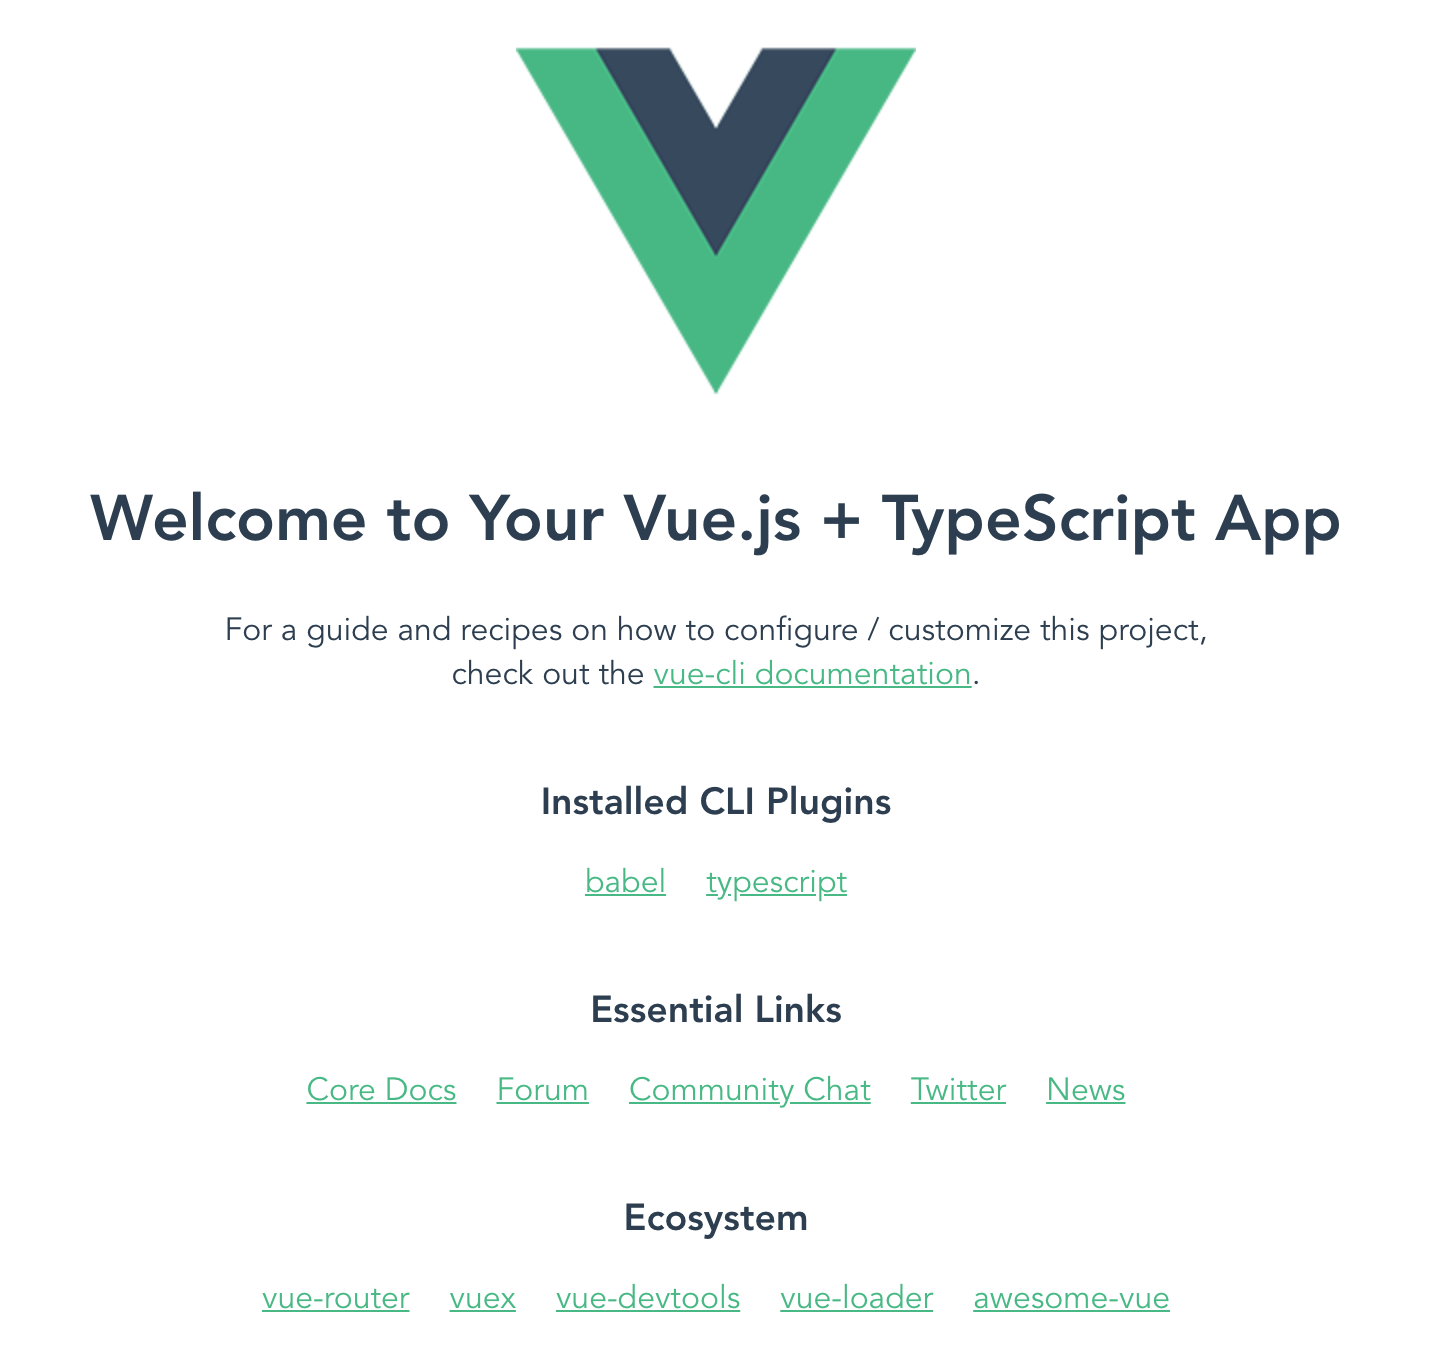 Welcome to Your Vue.js + TypeScript App
For a guide and recipes on how to configure / customize this project,
check out the vue-cli documentation.
Installed CLI Plugins
babel typescript
Essential Links
Core Docs Forum Community Chat Twitter News
Ecosystem
vue-router vuex vue-devtools vue-loader awesome-vue